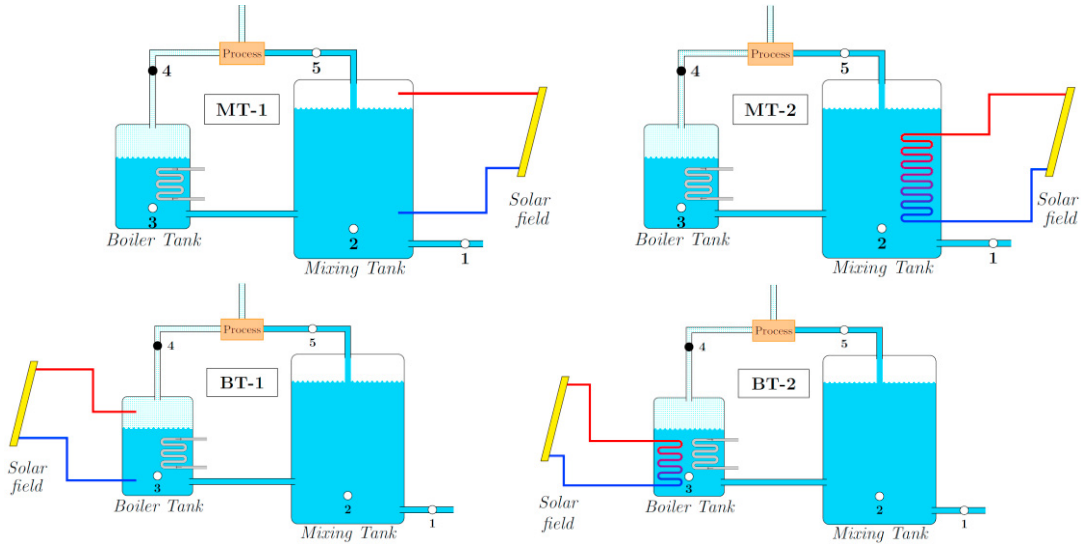 Process
4
5
MT-1
3
2
1
Boiler Tank
Mixing Tank
Solar
field
Process
4
5
MT-2
3
2
1
Boiler Tank
Mixing Tank
Solar
field
Process
4
5
BT-1
3
2
1
Solar
field
Boiler Tank
Mixing Tank
Process
4
5
BT-2
3
2
1
Solar
field
Boiler Tank
Mixing Tank